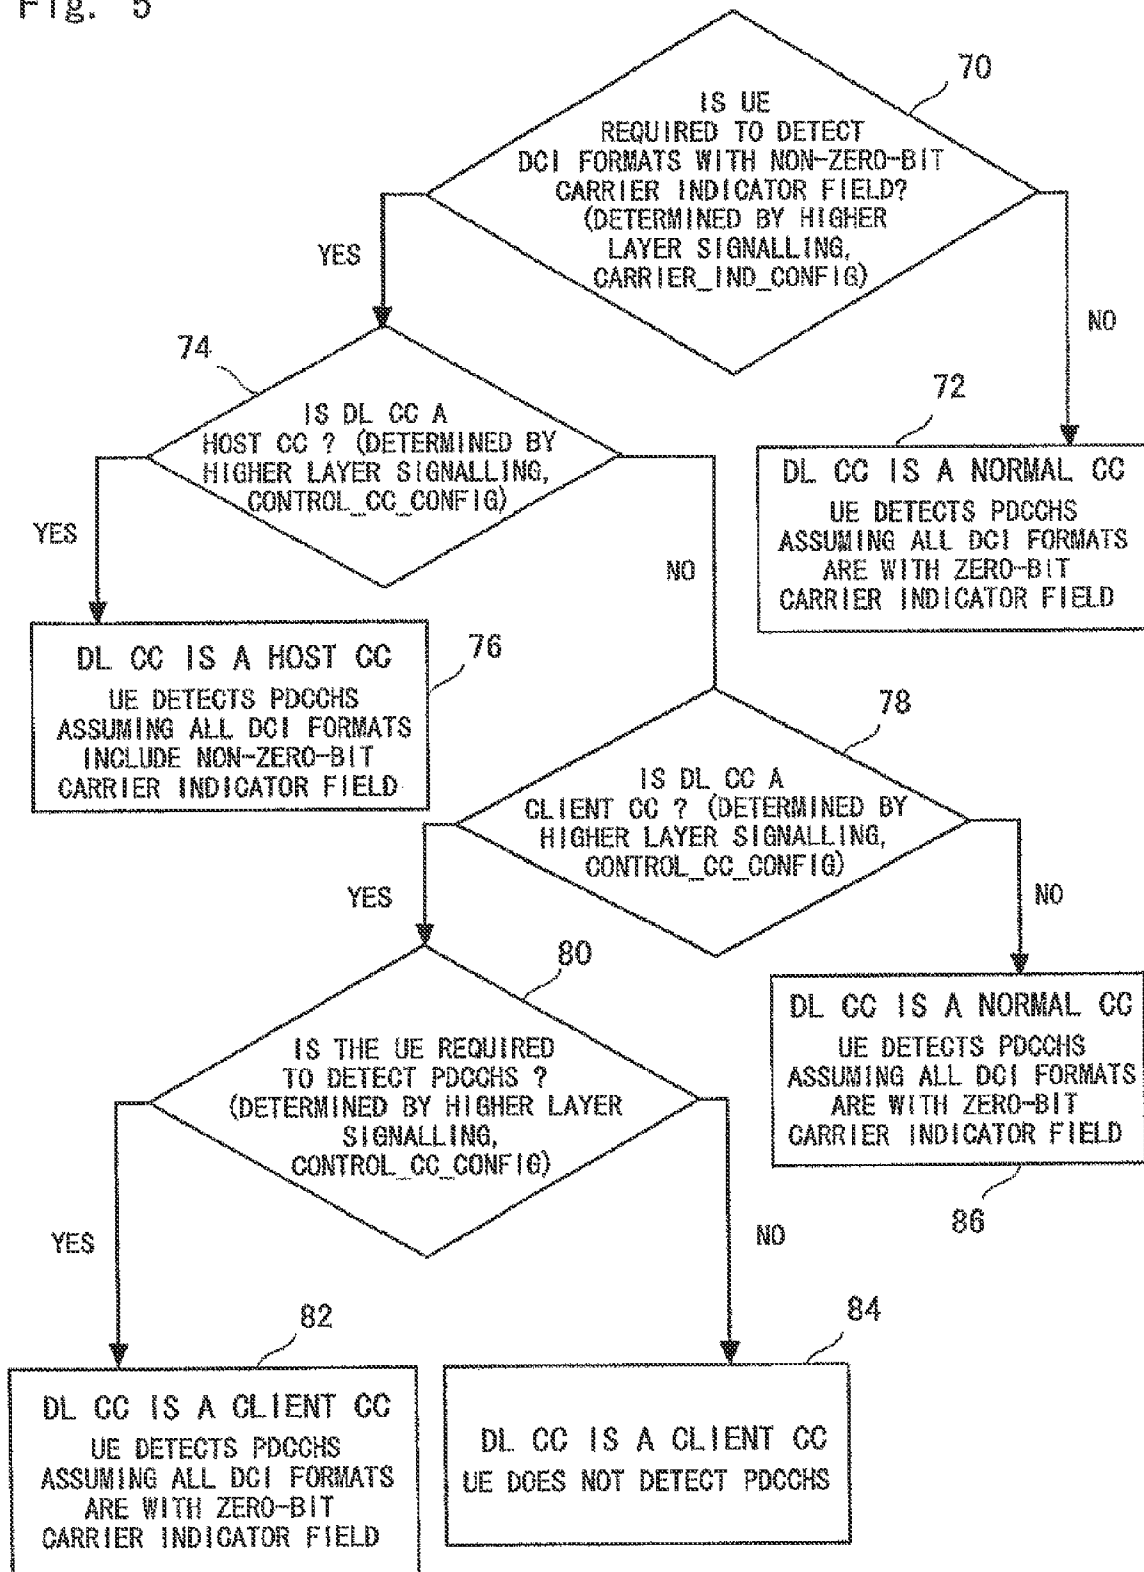 Fig. 5
70
IS UE
REQUIRED TO DETECT
DCI FORMATS WITH NON-ZERO-BIT
CARRIER INDICATOR FIELD?
(DETERMINED BY HIGHER
LAYER SIGNALLING,
CARRIER_IND_CONFIG)
YES
NO
74
IS DL CC A
HOST CC ? (DETERMINED BY
HIGHER LAYER SIGNALLING,
CONTROL_CC_CONFIG)
72
DL CC IS A NORMAL CC
UE DETECTS PDCCHS
ASSUMING ALL DCI FORMATS
ARE WITH ZERO-BIT
CARRIER INDICATOR FIELD
YES
NO
76
DL CC IS A HOST CC
UE DETECTS PDCCHS
ASSUMING ALL DCI FORMATS
INCLUDE NON-ZERO-BIT
CARRIER INDICATOR FIELD
78
IS DL CC A
CLIENT CC ? (DETERMINED BY
HIGHER LAYER SIGNALLING,
CONTROL_CC_CONFIG)
YES
NO
80
IS THE UE REQUIRED
TO DETECT PDCCHS ?
(DETERMINED BY HIGHER LAYER
SIGNALLING,
CONTROL_CC_CONFIG)
DL CC IS A NORMAL CC
UE DETECTS PDCCHS
ASSUMING ALL DCI FORMATS
ARE WITH ZERO-BIT
CARRIER INDICATOR FIELD
86
YES
NO
82
DL CC IS A CLIENT CC
UE DETECTS PDCCHS
ASSUMING ALL DCI FORMATS
ARE WITH ZERO-BIT
CARRIER INDICATOR FIELD
84
DL CC IS A CLIENT CC
UE DOES NOT DETECT PDCCHS